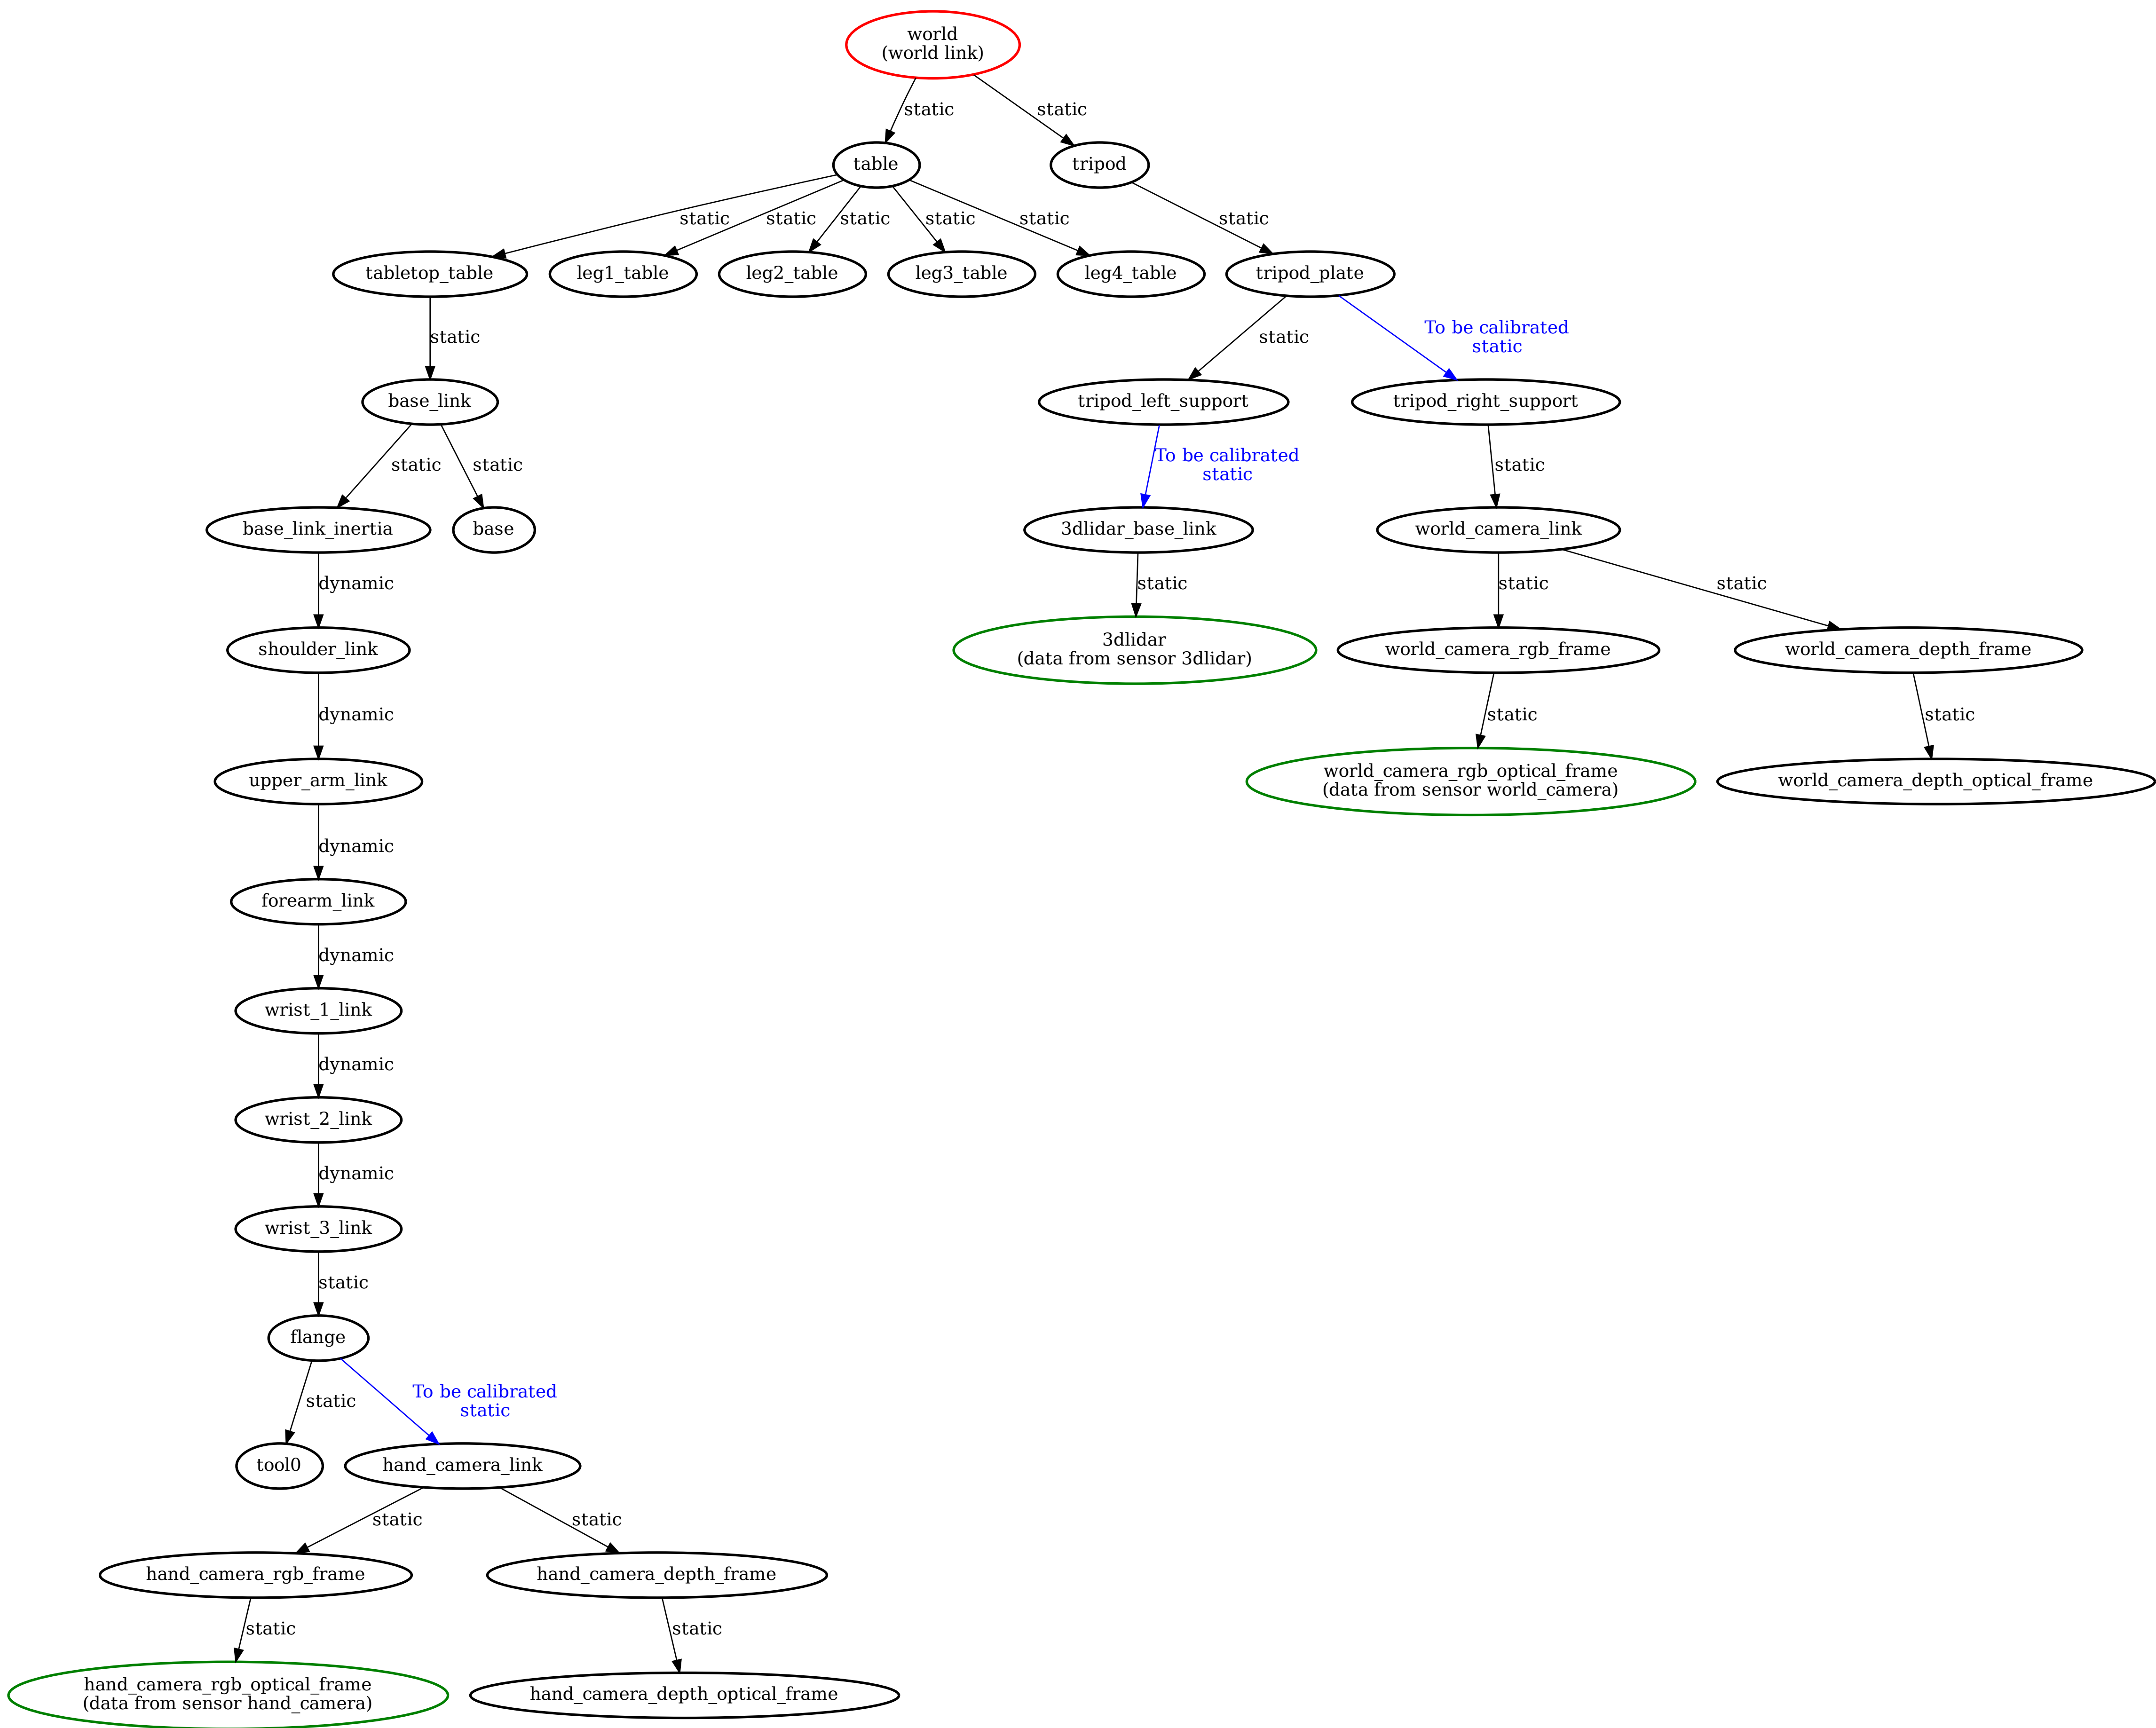 world
(world link)
static
static
table
tripod
static
static
static
static
static
static
tabletop_table
leg1_table
leg2_table
leg3_table
leg4_table
tripod_plate
static
static
To be calibrated
static
base_link
tripod_left_support
tripod_right_support
static
static
To be calibrated
static
static
base_link_inertia
base
3dlidar_base_link
world_camera_link
dynamic
static
static
static
shoulder_link
3dlidar
(data from sensor 3dlidar)
world_camera_rgb_frame
world_camera_depth_frame
dynamic
static
static
upper_arm_link
world_camera_rgb_optical_frame
(data from sensor world_camera)
world_camera_depth_optical_frame
dynamic
forearm_link
dynamic
wrist_1_link
dynamic
wrist_2_link
dynamic
wrist_3_link
static
flange
static
To be calibrated
static
tool0
hand_camera_link
static
static
hand_camera_rgb_frame
hand_camera_depth_frame
static
static
hand_camera_rgb_optical_frame
(data from sensor hand_camera)
hand_camera_depth_optical_frame